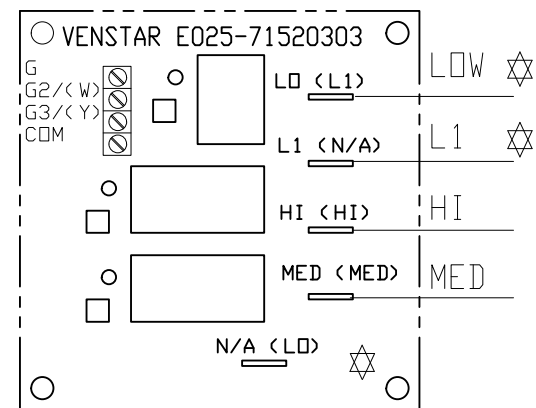 VENSTAR E025-71520303
G
G2/(W)
G3/(Y)
COM
LO (L1)
LOW
L1 (N/A)
L1
HI (HI)
HI
MED (MED)
MED
N/A (LO)